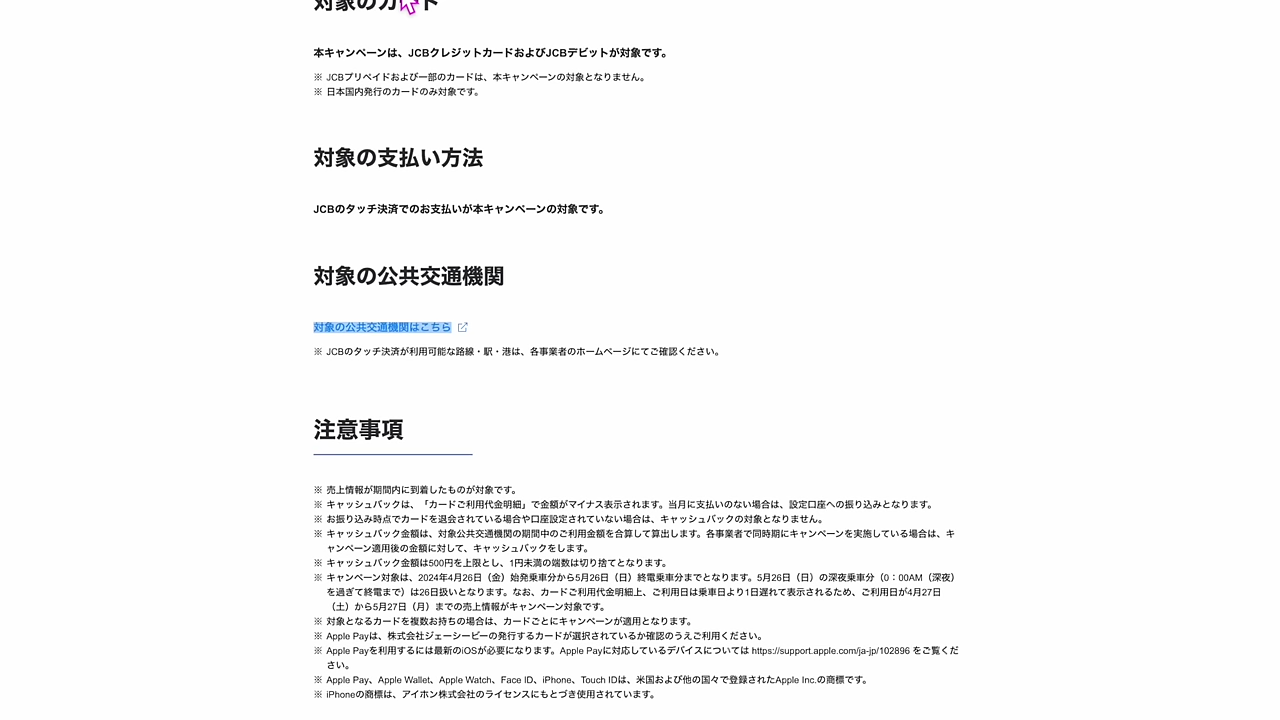 対象のカード
本キャンペーンは、JCBクレジットカードおよびJCBデビットが対象です。
※ JCBプリペイドおよび一部のカードは、本キャンペーンの対象となりません。
※ 日本国内発行のカードのみ対象です。
対象の支払い方法
JCBのタッチ決済でのお支払いが本キャンペーンの対象です。
対象の公共交通機関
対象の公共交通機関はこちら
※ JCBのタッチ決済が利用可能な路線・駅・港は、各事業者のホームページにてご確認ください。
注意事項
※ 売上情報が期間内に到着したものが対象です。
※ キャッシュバックは、「カードご利用代金明細」で金額がマイナス表示されます。当月に支払いのない場合は、設定口座への振り込みとなります。
※ お振り込み時点でカードを退会されている場合や口座設定されていない場合は、キャッシュバックの対象となりません。
※ キャッシュバック金額は、対象公共交通機関の期間中のご利用金額を合算して算出します。各事業者で同時期にキャンペーンを実施している場合は、キ
ャンペーン適用後の金額に対して、キャッシュバックをします。
※ キャッシュバック金額は500円を上限とし、1円未満の端数は切り捨てとなります。
※ キャンペーン対象は、2024年4月26日（金）始発乗車分から5月26日（日）終電乗車分までとなります。5月26日（日）の深夜乗車分（0：00AM（深夜）
を過ぎて終電まで）は26日扱いとなります。なお、カードご利用代金明細上、ご利用日は乗車日より1日遅れて表示されるため、ご利用日が4月27日
（土）から5月27日（月）までの売上情報がキャンペーン対象です。
※ 対象となるカードを複数お持ちの場合は、カードごとにキャンペーンが適用となります。
※ Apple Payは、株式会社ジェーシービーの発行するカードが選択されているか確認のうえご利用ください。
※ Apple Payを利用するには最新のiOSが必要になります。Apple Payに対応しているデバイスについては https://support.apple.com/ja-jp/102896 をご覧くだ
さい。
※ Apple Pay、Apple Wallet、Apple Watch、Face ID、iPhone、Touch IDは、米国および他の国々で登録されたApple Inc.の商標です。
※ iPhoneの商標は、アイホン株式会社のライセンスにもとづき使用されています。